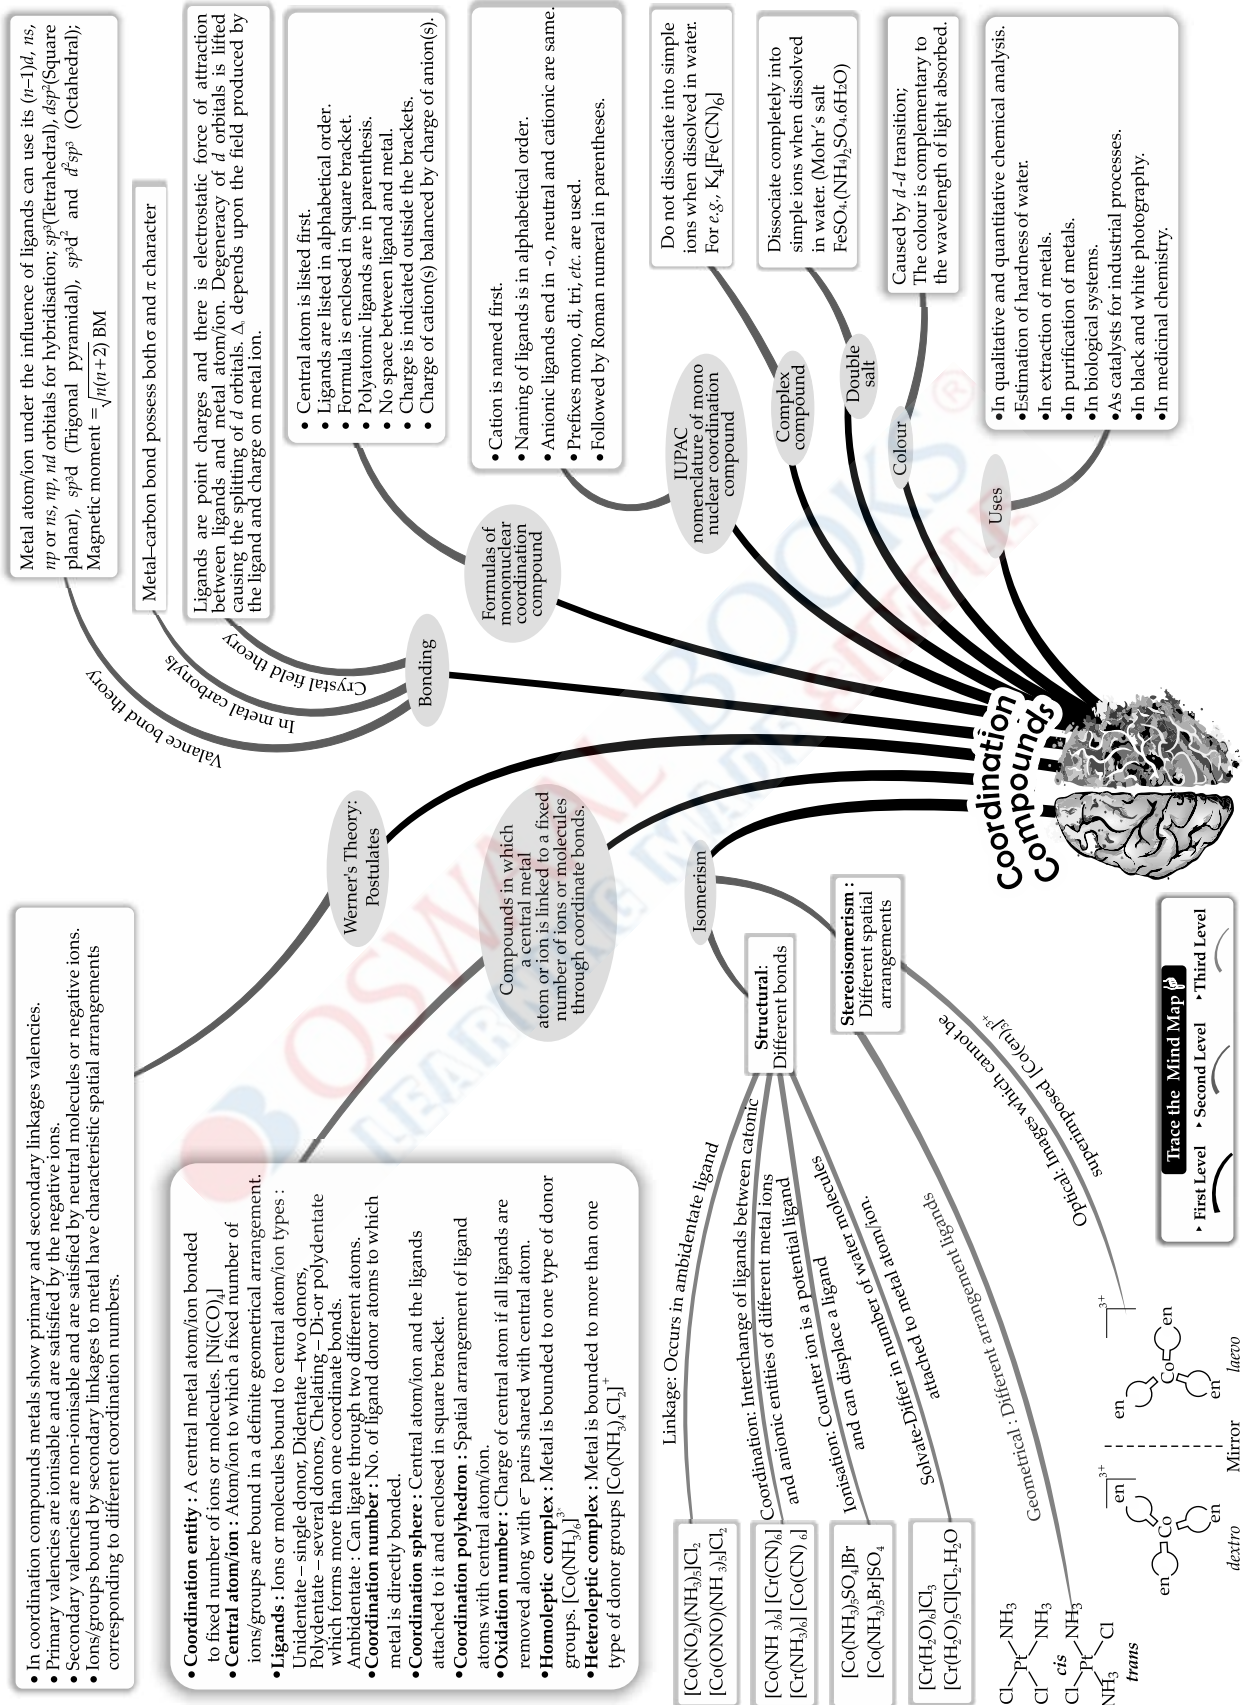 Coordination
Compounds
Isomerism
Structural:
Different bonds
Linkage: Occurs in ambidentate ligand
[Co(NO2)(NH3)5]Cl2
[Co(ONO)(NH3)5]Cl2
Coordination: Interchange of ligands between catonic
and anionic entities of different metal ions
[Co(NH3)6] [Cr(CN)6]
[Cr(NH3)6] [Co(CN)6]
Ionisation: Counter ion is a potential ligand
and can displace a ligand
[Co(NH3)5SO4]Br
[Co(NH3)5Br]SO4
Solvate-Differ in number of water molecules
attached to metal atom/ion.
[Cr(H2O)6]Cl3
[Cr(H2O)5Cl]Cl2.H2O
Stereoisomerism :
Different spatial
arrangements
Geometrical : Different arrangement ligands
Cl NH3
Pt
Cl NH3
cis
Cl NH3
Pt
NH3 Cl
trans
Optical: Images which cannot be
superimposed [Co(en)3]3+
3+
en
en
Co
en
dextro
Mirror
3+
en
Co
en
en
laevo
Compounds in which
a central metal
atom or ion is linked to a fixed
number of ions or molecules
through coordinate bonds.
• Coordination entity : A central metal atom/ion bonded
to fixed number of ions or molecules. [Ni(CO)4]
• Central atom/ion : Atom/ion to which a fixed number of
ions/groups are bound in a definite geometrical arrangement.
• Ligands : Ions or molecules bound to central atom/ion types :
Unidentate – single donor, Didentate –two donors,
Polydentate – several donors, Chelating – Di-or polydentate
which forms more than one coordinate bonds.
Ambidentate : Can ligate through two different atoms.
• Coordination number : No. of ligand donor atoms to which
metal is directly bonded.
• Coordination sphere : Central atom/ion and the ligands
attached to it and enclosed in square bracket.
• Coordination polyhedron : Spatial arrangement of ligand
atoms with central atom/ion.
• Oxidation number : Charge of central atom if all ligands are
removed along with e– pairs shared with central atom.
• Homoleptic complex : Metal is bounded to one type of donor
groups. [Co(NH3)6]3+
• Heteroleptic complex : Metal is bounded to more than one
type of donor groups [Co(NH3)4Cl2]+
Werner's Theory:
Postulates
• In coordination compounds metals show primary and secondary linkages valencies.
• Primary valencies are ionisable and are satisfied by the negative ions.
• Secondary valencies are non-ionisable and are satisfied by neutral molecules or negative ions.
• Ions/groups bound by secondary linkages to metal have characteristic spatial arrangements
corresponding to different coordination numbers.
Bonding
Valance bond theory
Metal atom/ion under the influence of ligands can use its (n–1)d, ns,
np or ns, np, nd orbitals for hybridisation; sp3(Tetrahedral), dsp2(Square
planar), sp3d (Trigonal pyramidal), sp3d2 and d2sp3 (Octahedral);
Magnetic moment = √n(n+2) BM
In metal carbonyls
Metal–carbon bond possess both σ and π character
Crystal field theory
Ligands are point charges and there is electrostatic force of attraction
between ligands and metal atom/ion. Degeneracy of d orbitals is lifted
causing the splitting of d orbitals. Δ, depends upon the field produced by
the ligand and charge on metal ion.
Formulas of
mononuclear
coordination
compound
• Central atom is listed first.
• Ligands are listed in alphabetical order.
• Formula is enclosed in square bracket.
• Polyatomic ligands are in parenthesis.
• No space between ligand and metal.
• Charge is indicated outside the brackets.
• Charge of cation(s) balanced by charge of anion(s).
IUPAC
nomenclature of mono
nuclear coordination
compound
• Cation is named first.
• Naming of ligands is in alphabetical order.
• Anionic ligands end in -o, neutral and cationic are same.
• Prefixes mono, di, tri, etc. are used.
• Followed by Roman numeral in parentheses.
Complex
compound
Do not dissociate into simple
ions when dissolved in water.
For e.g., K4[Fe(CN)6]
Double
salt
Dissociate completely into
simple ions when dissolved
in water. (Mohr's salt
FeSO4.(NH4)2SO4.6H2O)
Colour
Caused by d-d transition;
The colour is complementary to
the wavelength of light absorbed.
Uses
• In qualitative and quantitative chemical analysis.
• Estimation of hardness of water.
• In extraction of metals.
• In purification of metals.
• In biological systems.
• As catalysts for industrial processes.
• In black and white photography.
• In medicinal chemistry.
Trace the Mind Map
▸ First Level ▸ Second Level ▸ Third Level
OSWAAL BOOKS ®
LEARNING MADE SIMPLE